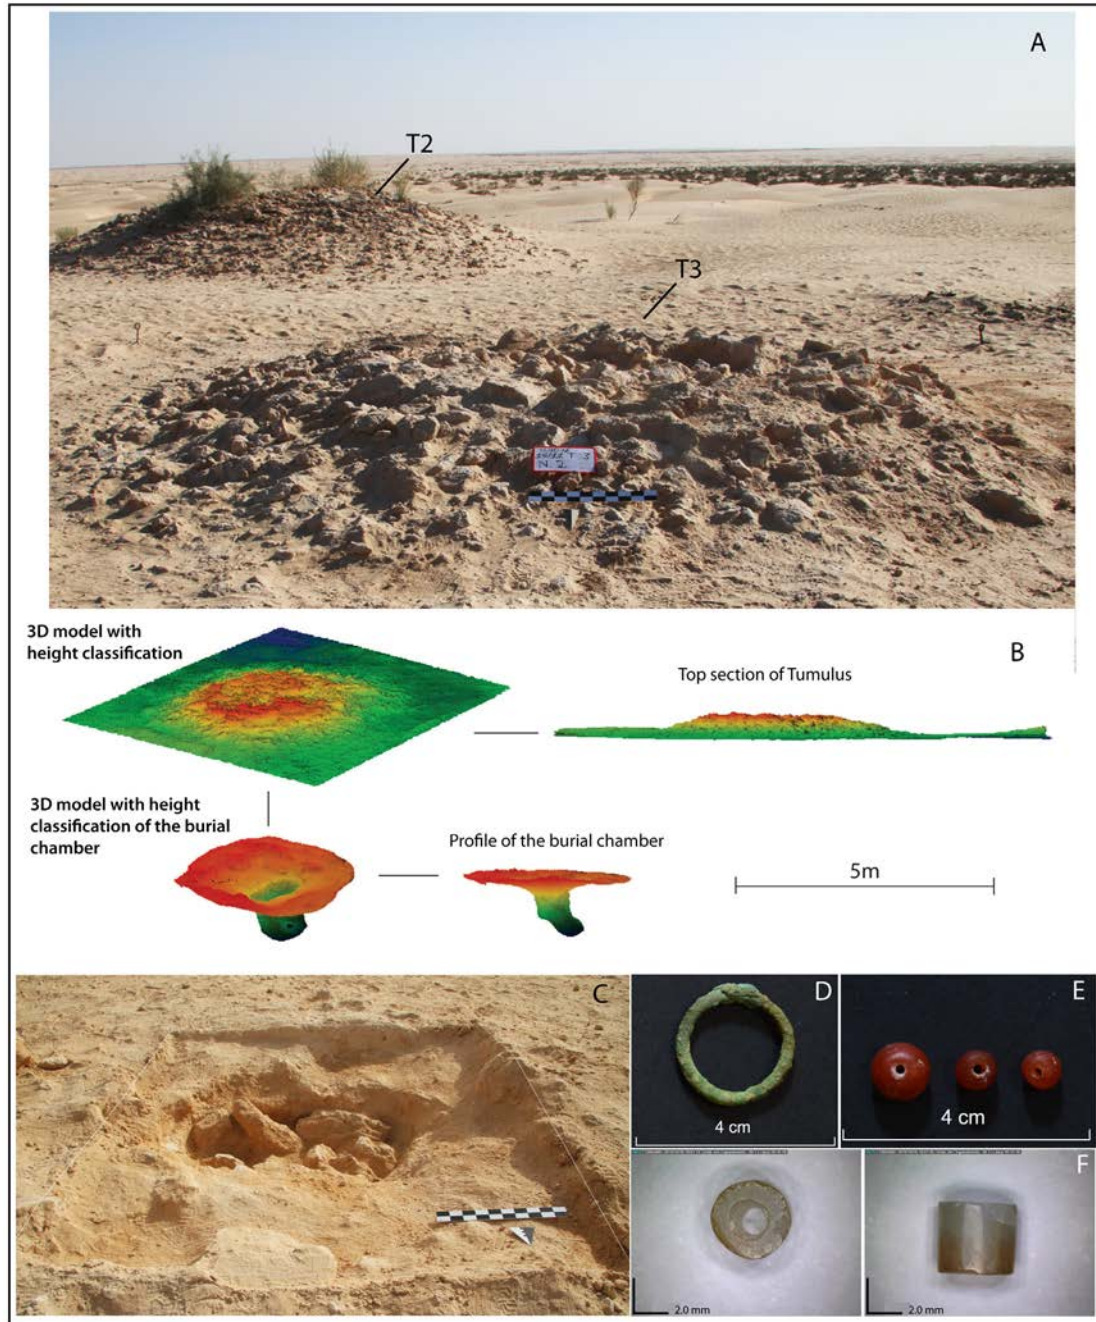 A
T2
T3
N. 2
3D model with
height classification
B
Top section of Tumulus
3D model with height
classification of the burial
chamber
Profile of the burial chamber
5m
C
D
4 cm
E
4 cm
F
2.0 mm
2.0 mm